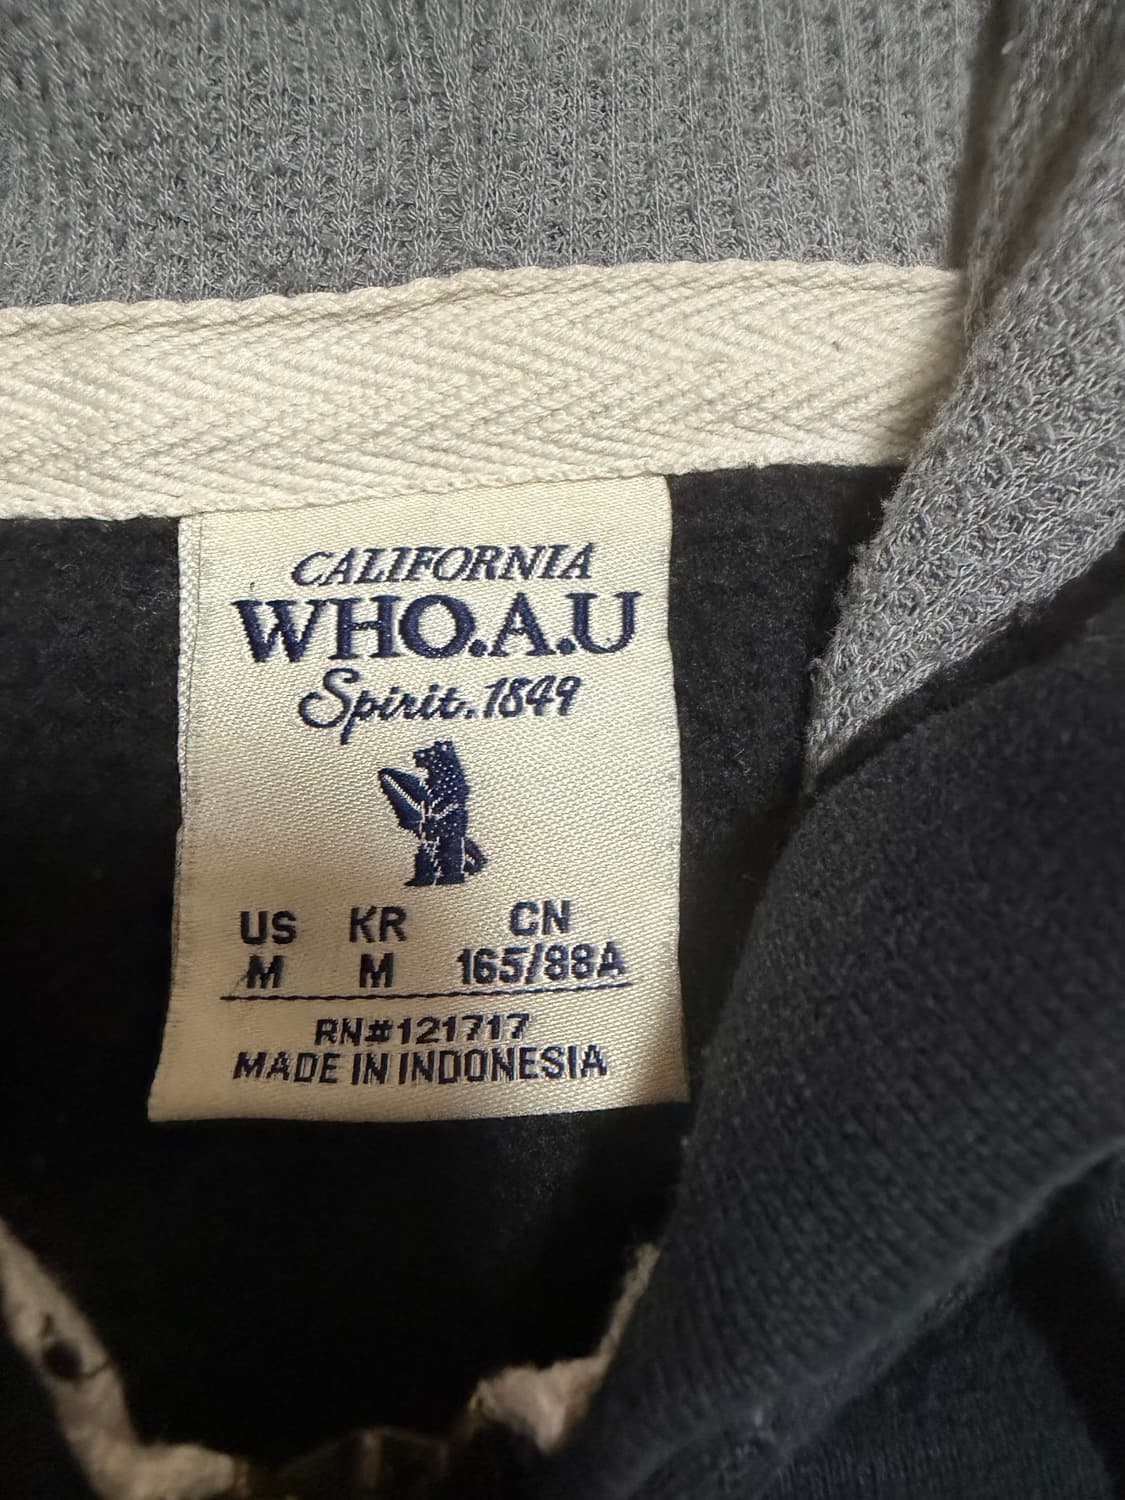 CALIFORNIA
WHO.A.U
Spirit.1849
US KR CN
M M 165/88A
RN#121717
MADE IN INDONESIA